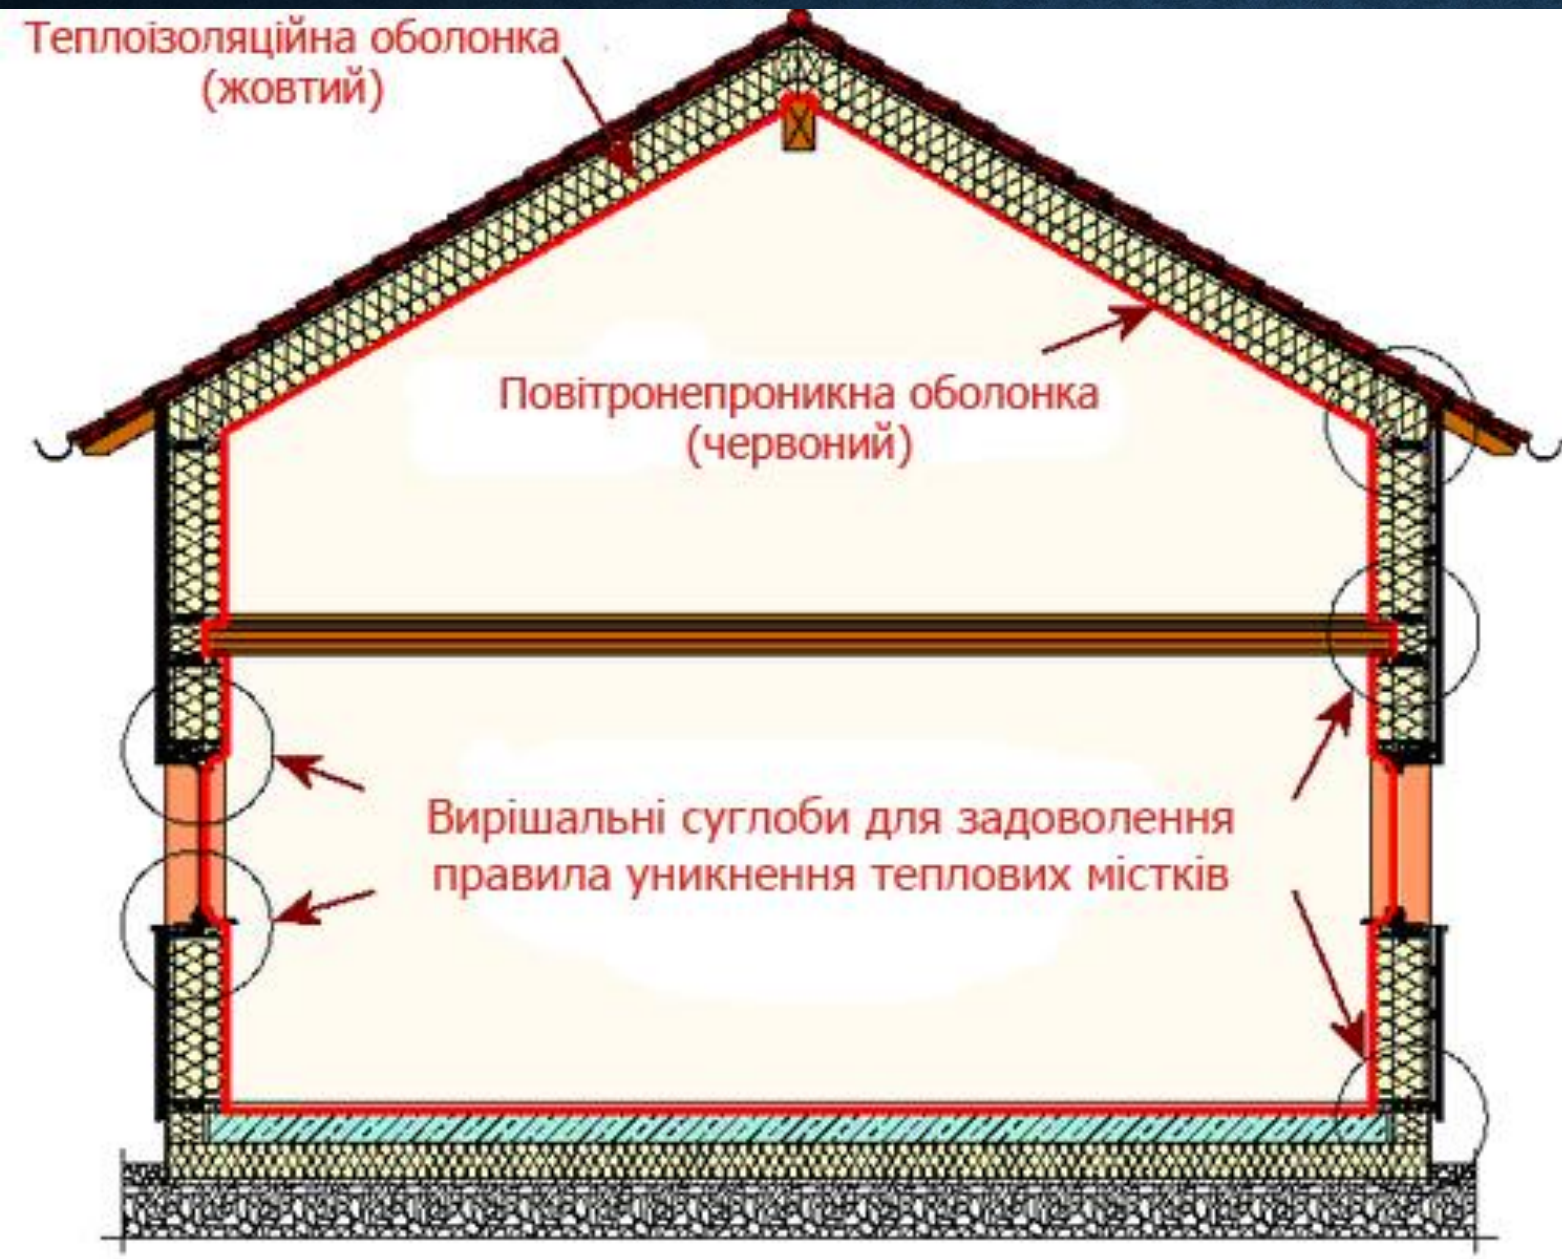 Теплоізоляційна оболонка
(жовтий)
Повітронепроникна оболонка
(червоний)
Вирішальні суглоби для задоволення
правила уникнення теплових містків